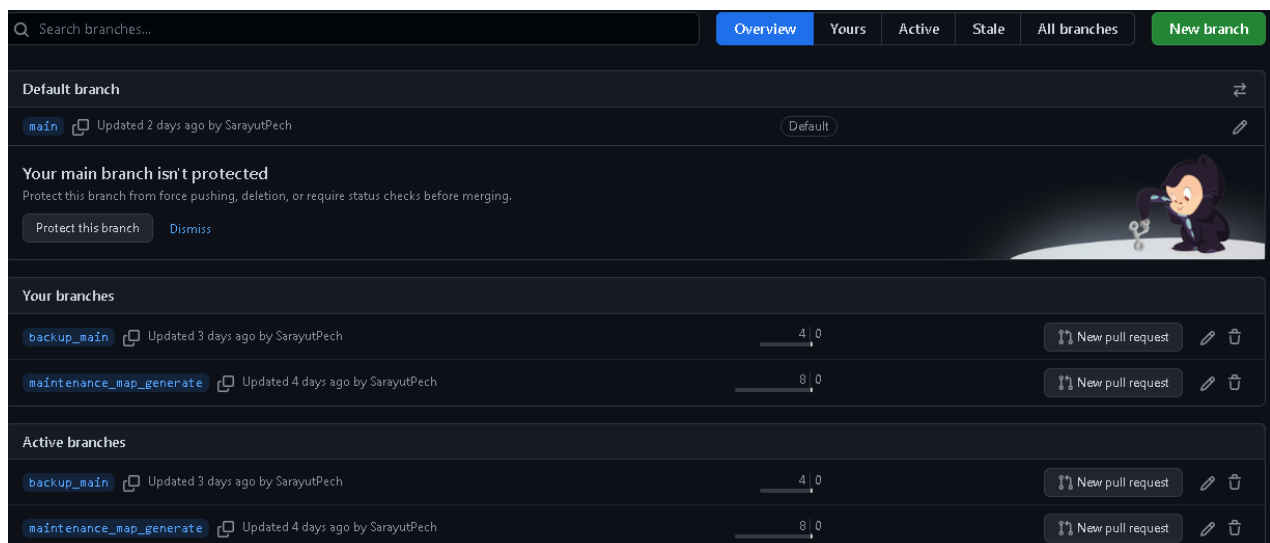 Search branches...
Overview Yours Active Stale All branches New branch
Default branch
main Updated 2 days ago by SarayutPech Default
Your main branch isn't protected
Protect this branch from force pushing, deletion, or require status checks before merging.
Protect this branch Dismiss
Your branches
backup_main Updated 3 days ago by SarayutPech 4 0 New pull request
maintenance_map_generate Updated 4 days ago by SarayutPech 8 0 New pull request
Active branches
backup_main Updated 3 days ago by SarayutPech 4 0 New pull request
maintenance_map_generate Updated 4 days ago by SarayutPech 8 0 New pull request